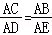 AC/AD = AB/AE